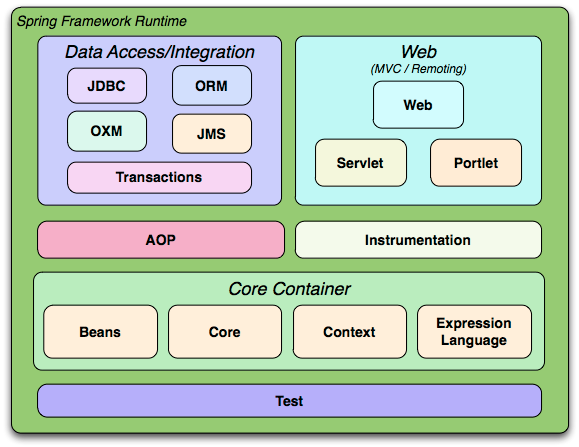 Spring Framework Runtime
Data Access/Integration
JDBC
ORM
OXM
JMS
Transactions
Web
(MVC / Remoting)
Web
Servlet
Portlet
AOP
Instrumentation
Core Container
Beans
Core
Context
Expression
Language
Test